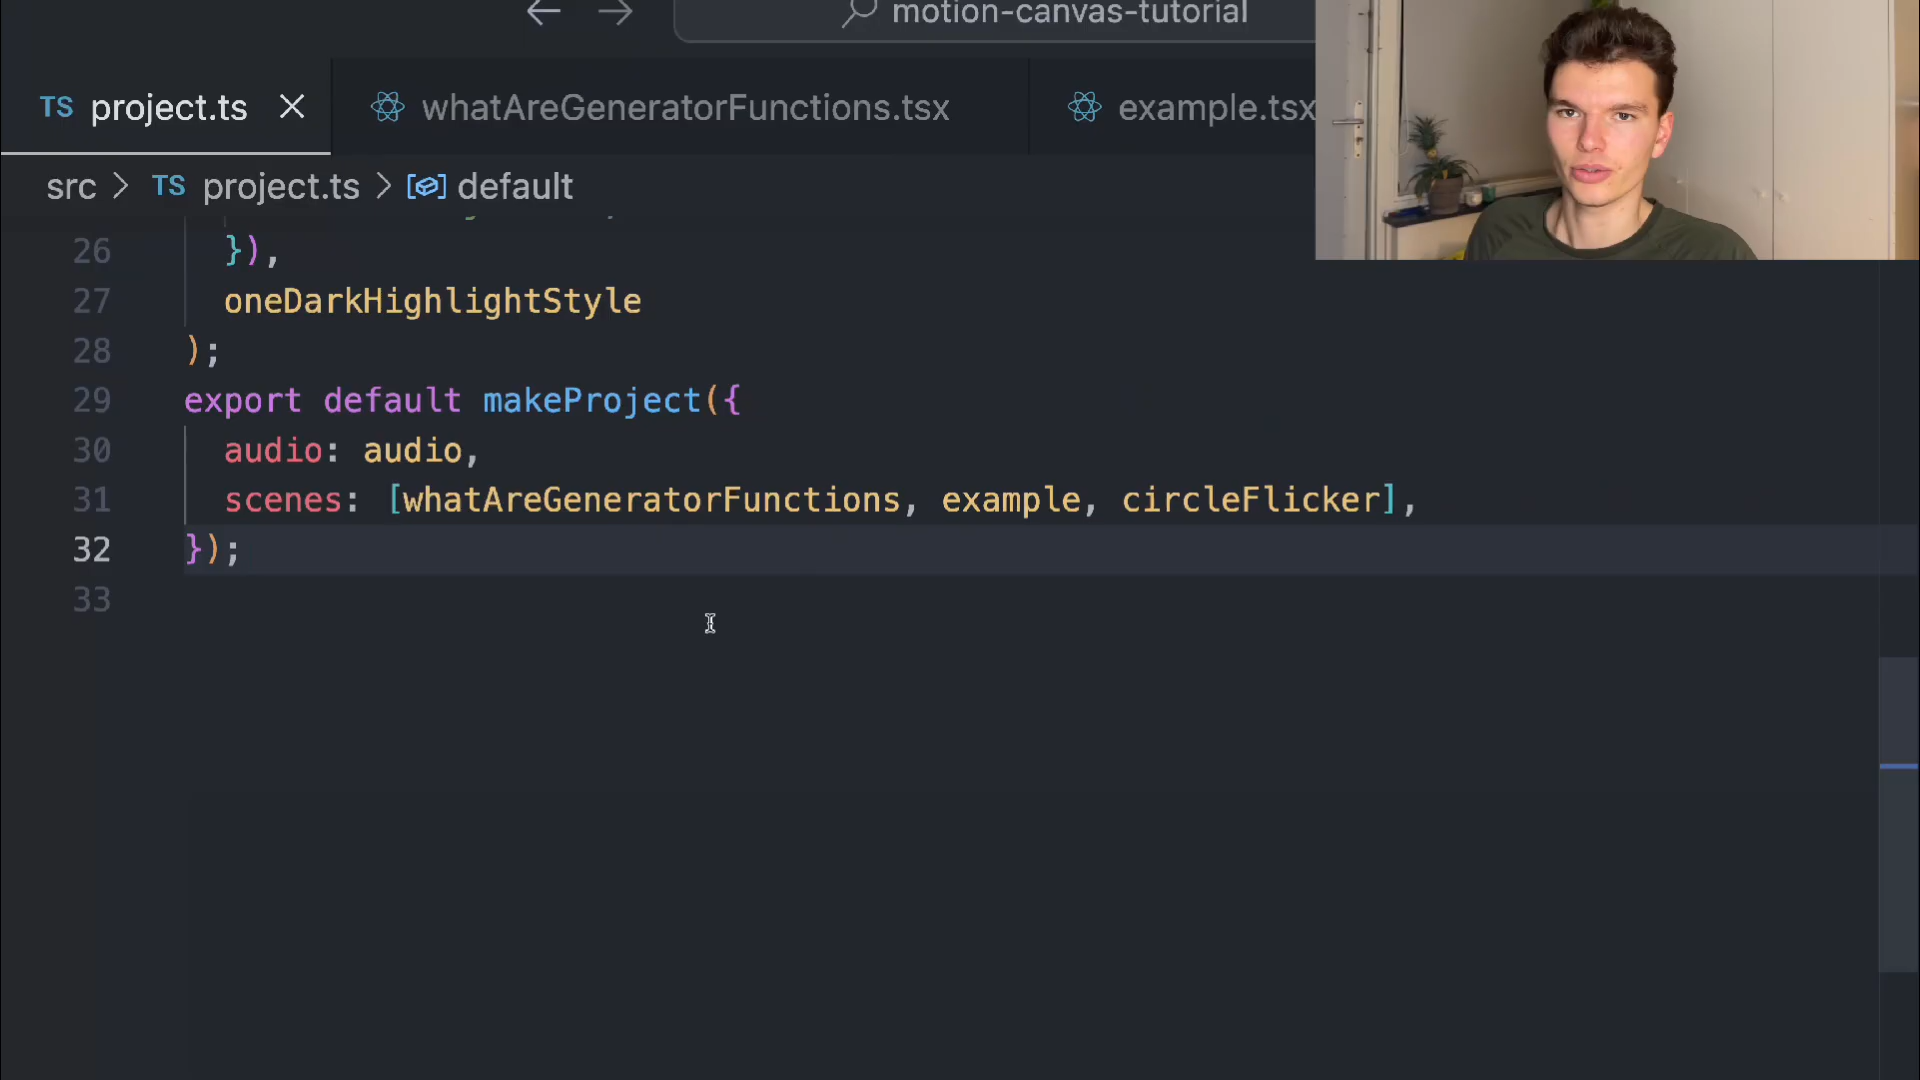 motion-canvas-tutorial
TS project.ts
whatAreGeneratorFunctions.tsx
example.tsx
src > TS project.ts > default
26 }),
27 oneDarkHighlightStyle
28 );
29 export default makeProject({
30 audio: audio,
31 scenes: [whatAreGeneratorFunctions, example, circleFlicker],
32 });
33